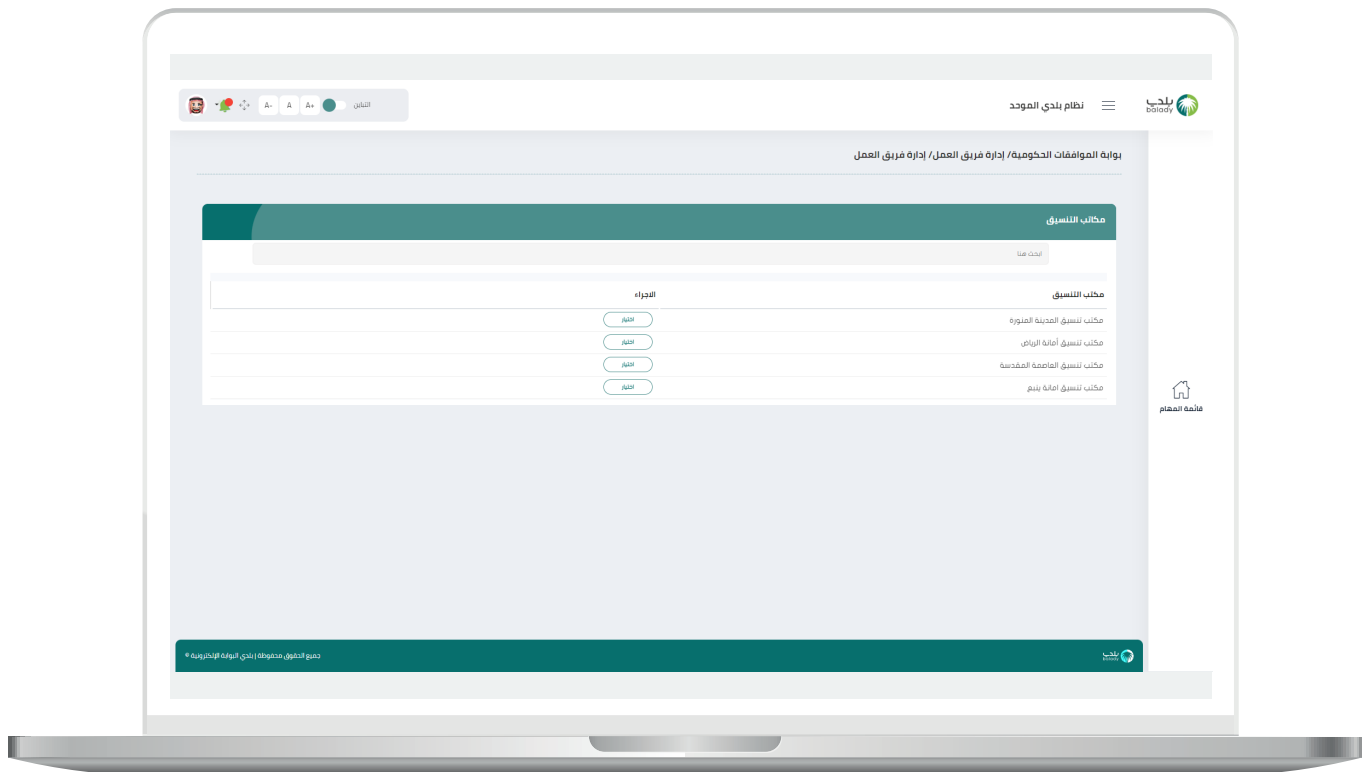 بلدي
balady
نظام بلدي الموحد
التباين
A+
A
A-
بوابة الموافقات الحكومية/ إدارة فريق العمل/ إدارة فريق العمل
مكاتب التنسيق
ابحث هنا
مكتب التنسيق الاجراء
مكتب تنسيق المدينة المنورة اختيار
مكتب تنسيق أمانة الرياض اختيار
مكتب تنسيق العاصمة المقدسة اختيار
مكتب تنسيق امانة ينبع اختيار
قائمة المهام
بلدي
balady
جميع الحقوق محفوظة | بلدي البوابة الإلكترونية ©